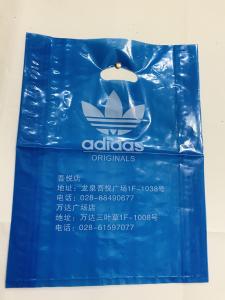 adidas
ORIGINALS
吾悦店
地址：龙泉吾悦广场1F-1038号
电话：028-88490677
万达广场店
地址：万达三叶草1F-1008号
电话：028-61597077